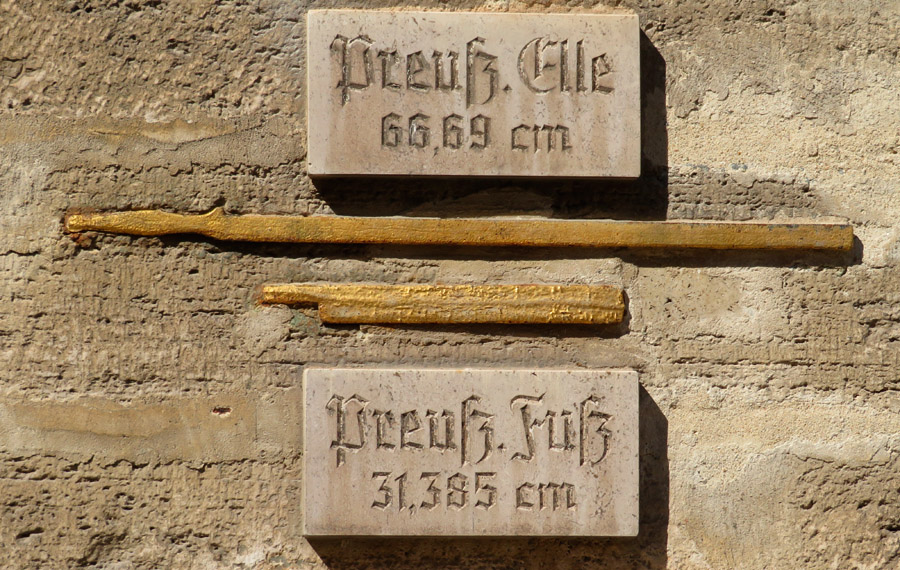 Preuß. Elle
66,69 cm
Preuß. Fuß
31,385 cm